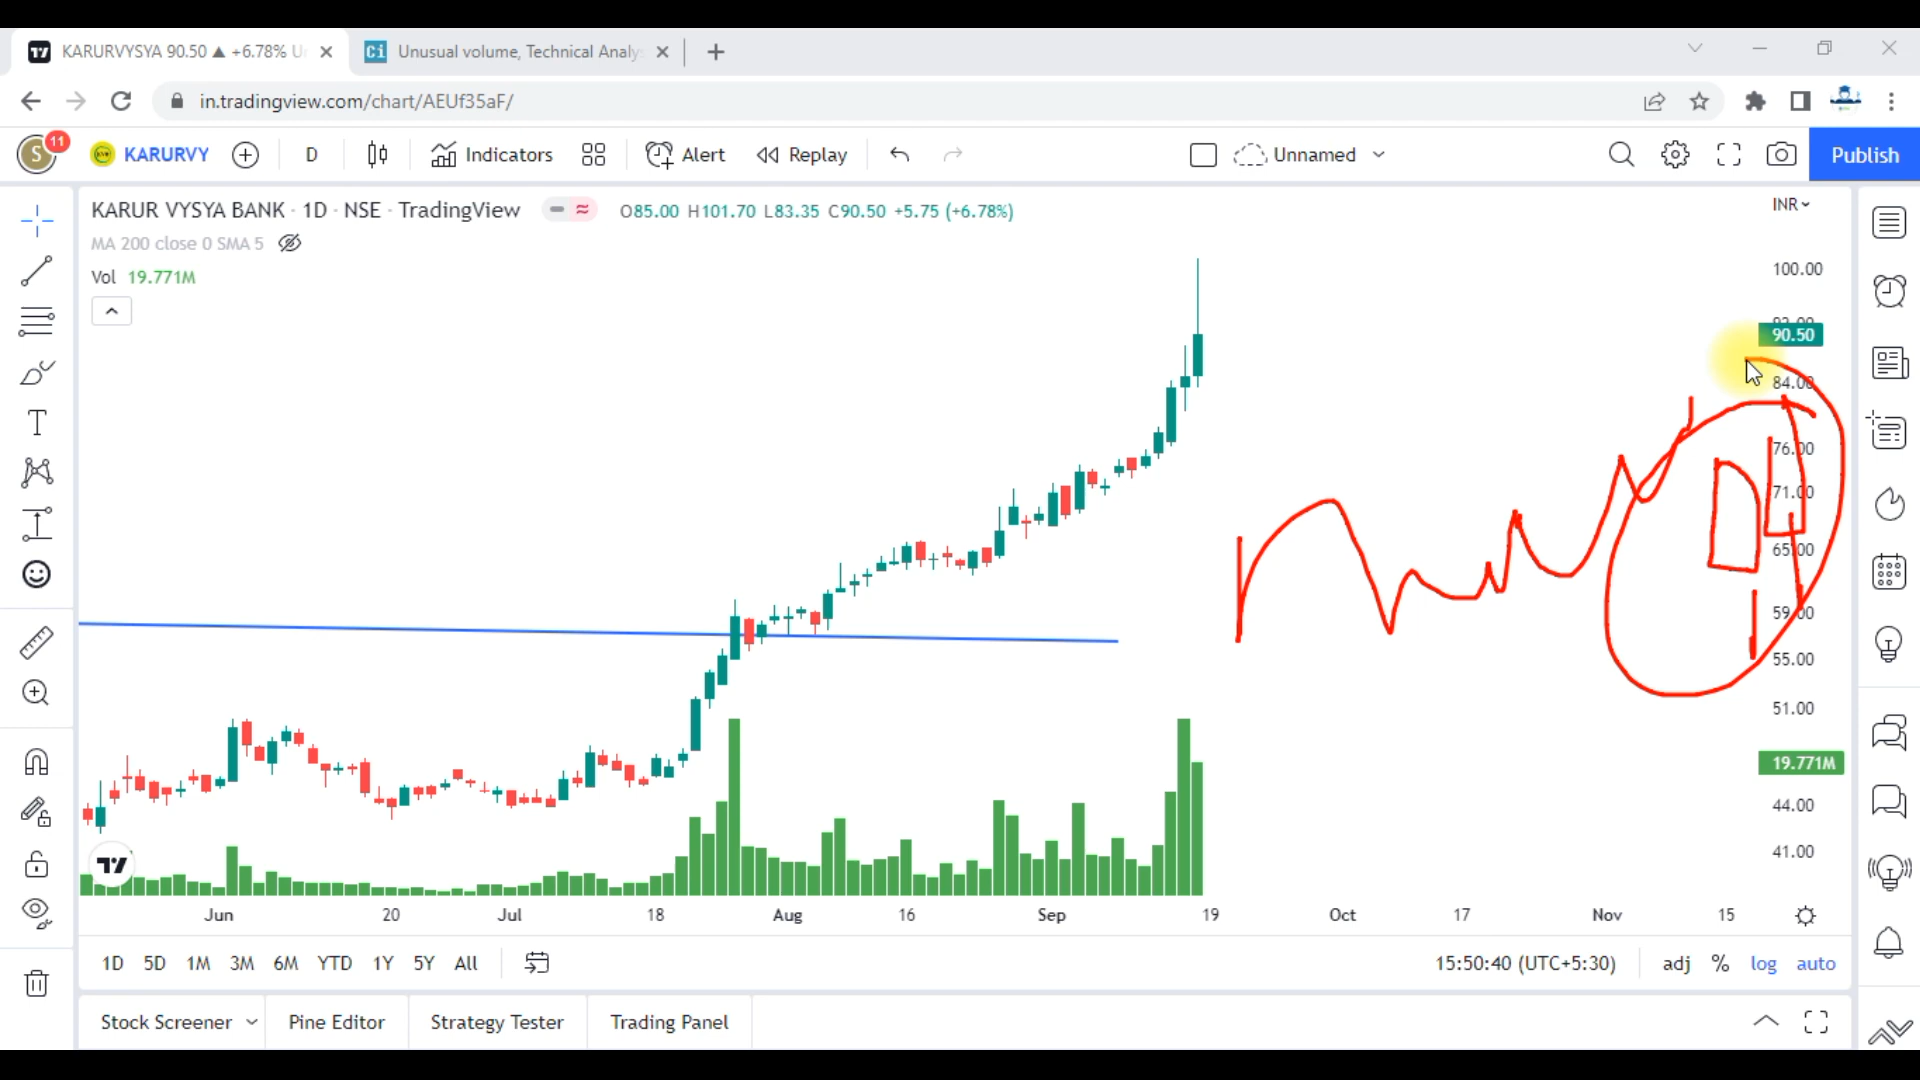 KARURVYSYA 90.50 ▲ +6.78% U
Unusual volume, Technical Analy
in.tradingview.com/chart/AEUf35aF/
S 11 KARURVY D Indicators Alert Replay Unnamed Publish
KARUR VYSYA BANK · 1D · NSE · TradingView O85.00 H101.70 L83.35 C90.50 +5.75 (+6.78%) INR
MA 200 close 0 SMA 5
Vol 19.771M
100.00
90.50
84.00
76.00
71.00
65.00
59.00
55.00
51.00
19.771M
44.00
41.00
Jun 20 Jul 18 Aug 16 Sep 19 Oct 17 Nov 15
1D 5D 1M 3M 6M YTD 1Y 5Y All 15:50:40 (UTC+5:30) adj % log auto
Stock Screener Pine Editor Strategy Tester Trading Panel